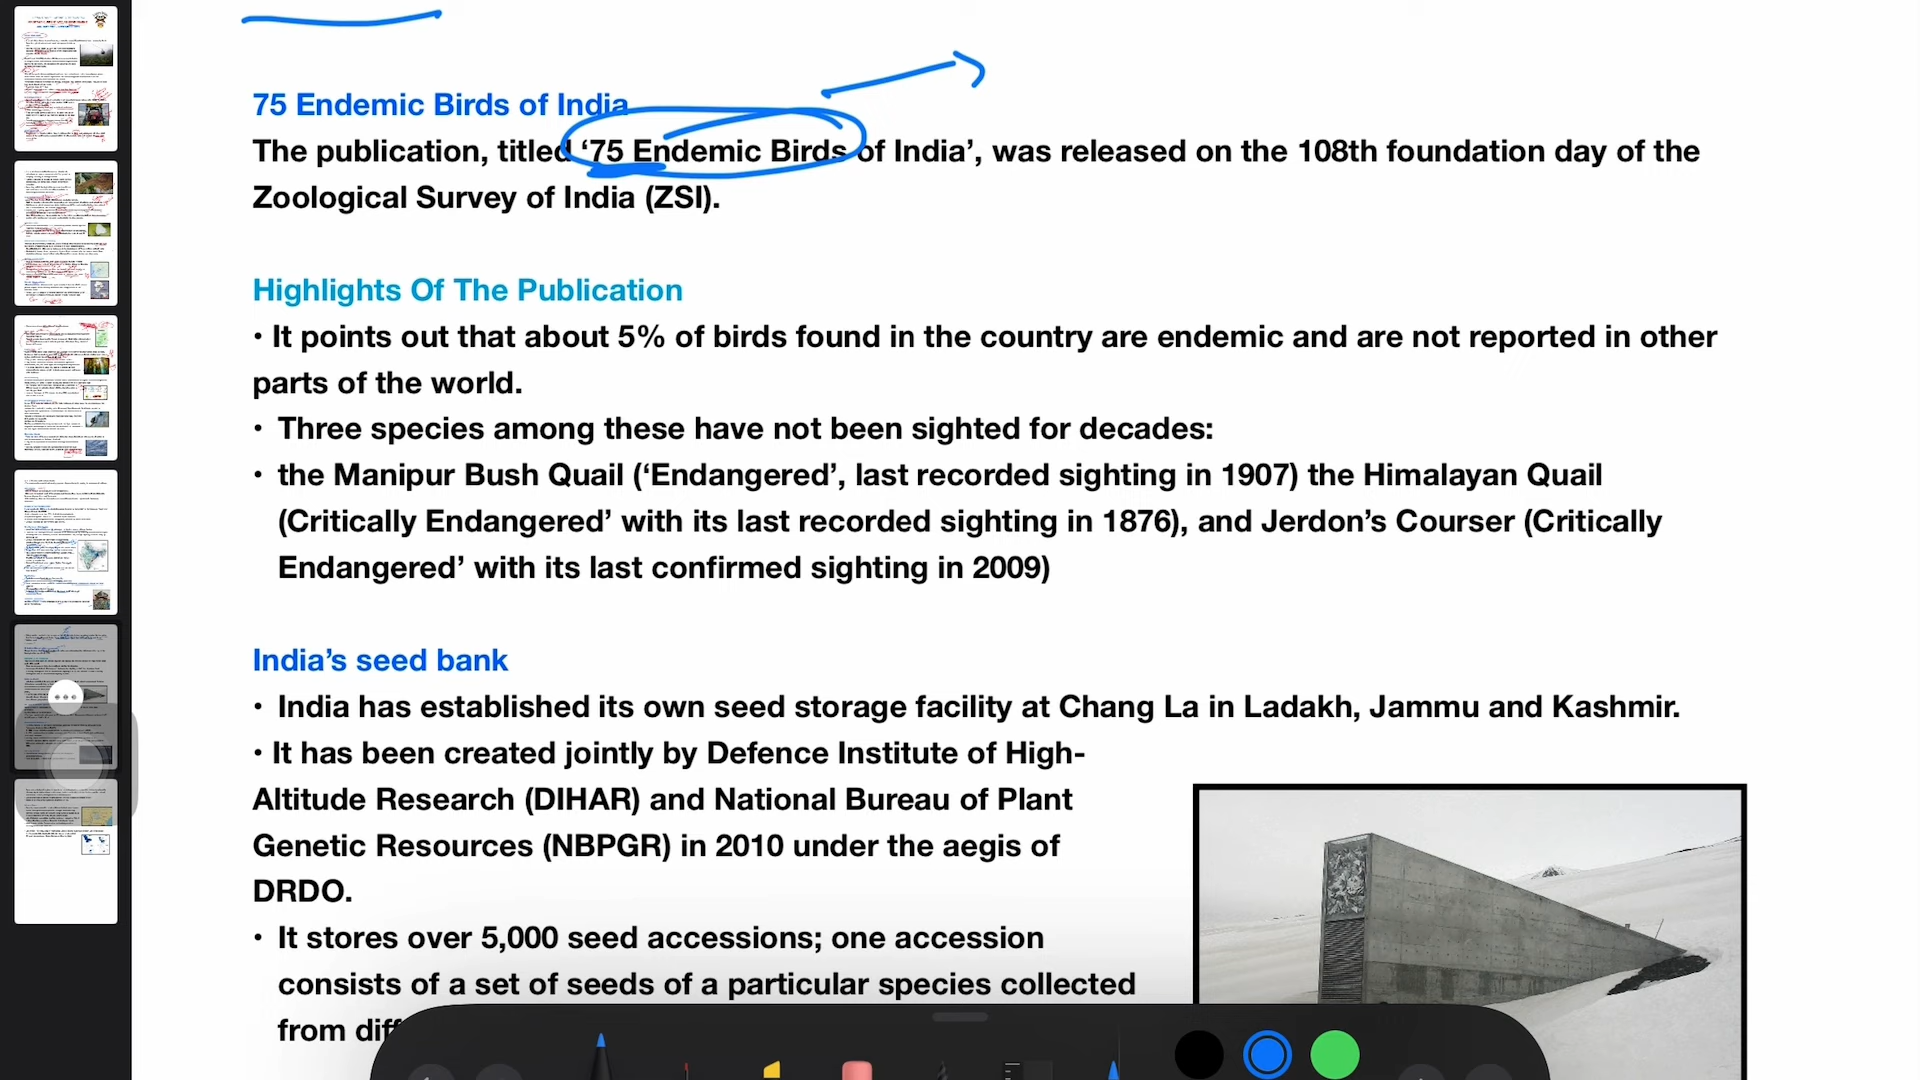 75 Endemic Birds of India
The publication, titled ‘75 Endemic Birds of India’, was released on the 108th foundation day of the
Zoological Survey of India (ZSI).
Highlights Of The Publication
• It points out that about 5% of birds found in the country are endemic and are not reported in other
parts of the world.
• Three species among these have not been sighted for decades:
• the Manipur Bush Quail (‘Endangered’, last recorded sighting in 1907) the Himalayan Quail
(Critically Endangered’ with its last recorded sighting in 1876), and Jerdon’s Courser (Critically
Endangered’ with its last confirmed sighting in 2009)
India’s seed bank
• India has established its own seed storage facility at Chang La in Ladakh, Jammu and Kashmir.
• It has been created jointly by Defence Institute of High-
Altitude Research (DIHAR) and National Bureau of Plant
Genetic Resources (NBPGR) in 2010 under the aegis of
DRDO.
• It stores over 5,000 seed accessions; one accession
consists of a set of seeds of a particular species collected
from